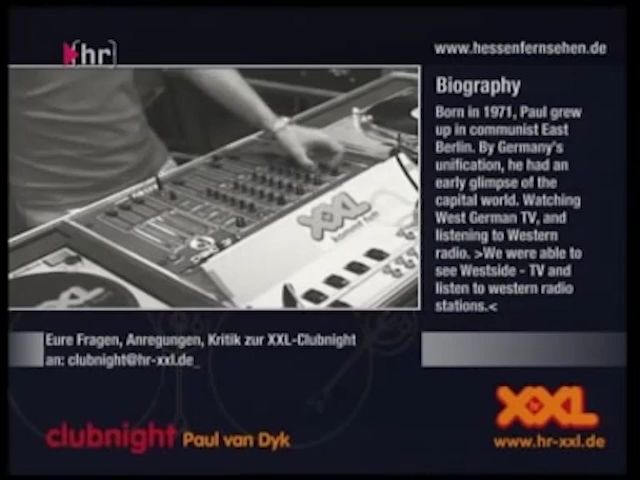 hr
www.hessenfernsehen.de
Biography
Born in 1971, Paul grew
up in communist East
Berlin. By Germany's
unification, he had an
early glimpse of the
capital world. Watching
West German TV, and
listening to Western
radio. >We were able to
see Westside - TV and
listen to western radio
stations.<
XXL
XXL
Eure Fragen, Anregungen, Kritik zur XXL-Clubnight
an: clubnight@hr-xxl.de_
clubnight Paul van Dyk
XXL
hr
www.hr-xxl.de